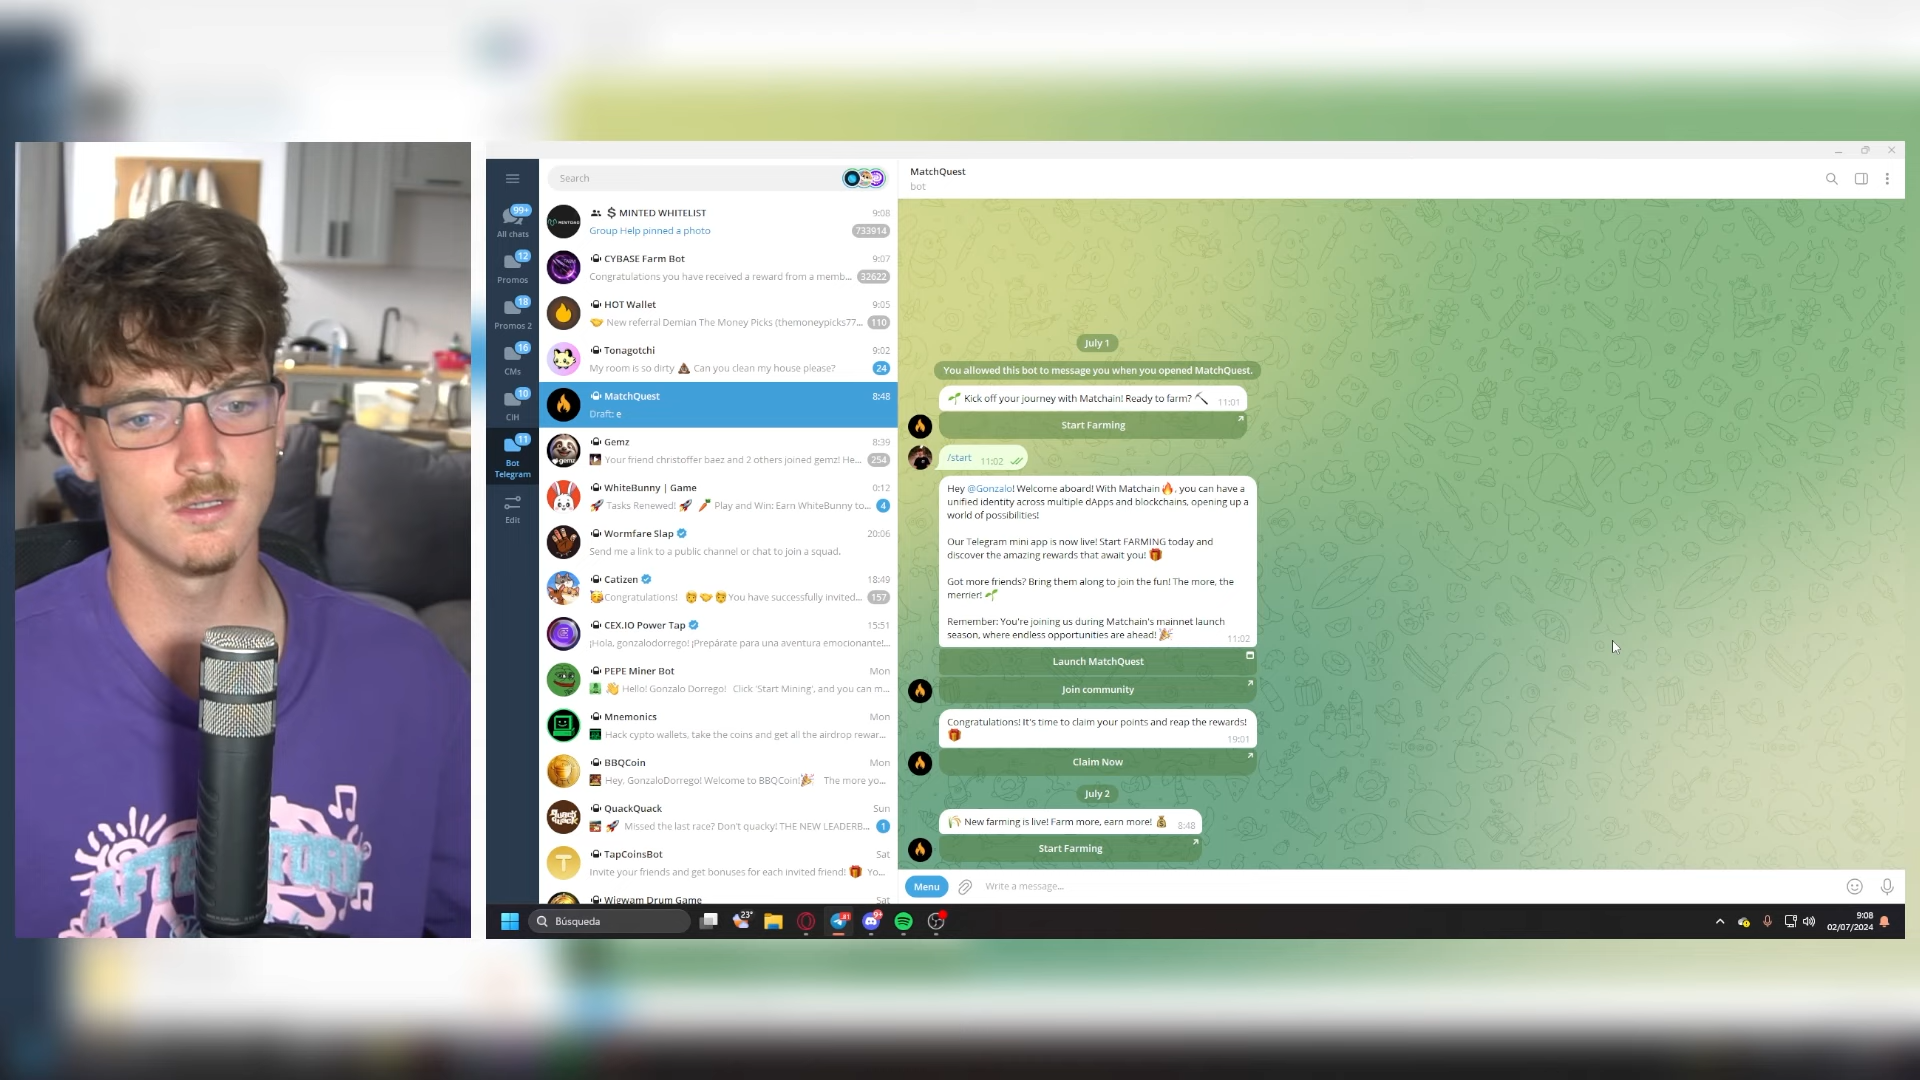 Search
99+
All chats
12
Promos
18
Promos 2
16
CMs
10
CIH
11
Bot
Telegram
Edit
$ MINTED WHITELIST 9:08
Group Help pinned a photo 733914
CYBASE Farm Bot 9:07
Congratulations you have received a reward from a memb... 32622
HOT Wallet 9:05
New referral Demian The Money Picks (themoneypicks77... 110
Tonagotchi 9:02
My room is so dirty 💩 Can you clean my house please? 24
MatchQuest 8:48
Draft: e
Gemz 8:39
Your friend christoffer baez and 2 others joined gemz! He... 254
WhiteBunny | Game 0:12
🚀 Tasks Renewed! 🚀 🥕 Play and Win; Earn WhiteBunny to... 4
Wormfare Slap 20:06
Send me a link to a public channel or chat to join a squad.
Catizen 18:49
Congratulations! You have successfully invited... 157
CEX.IO Power Tap 15:51
¡Hola, gonzalodorrego! ¡Prepárate para una aventura emocionante!...
PEPE Miner Bot Mon
👋 Hello! Gonzalo Dorrego! Click 'Start Mining', and you can m...
Mnemonics Mon
Hack cypto wallets, take the coins and get all the airdrop rewar...
BBQCoin Mon
Hey, GonzaloDorrego! Welcome to BBQCoin!🎉 The more yo...
QuackQuack Sun
🚀 Missed the last race? Don't quacky! THE NEW LEADERB... 1
TapCoinsBot Sat
Invite your friends and get bonuses for each invited friend! 🎁 Yo...
Wigwam Drum Game Sat
MatchQuest
bot
July 1
You allowed this bot to message you when you opened MatchQuest.
🌱 Kick off your journey with Matchain! Ready to farm? ⛏ 11:01
Start Farming
/start 11:02
Hey @Gonzalo! Welcome aboard! With Matchain🔥, you can have a
unified identity across multiple dApps and blockchains, opening up a
world of possibilities!
Our Telegram mini app is now live! Start FARMING today and
discover the amazing rewards that await you! 🎁
Got more friends? Bring them along to join the fun! The more, the
merrier! 🌱
Remember: You're joining us during Matchain's mainnet launch
season, where endless opportunities are ahead! 🎉 11:02
Launch MatchQuest
Join community
Congratulations! It's time to claim your points and reap the rewards!
🎁 19:01
Claim Now
July 2
🌾 New farming is live! Farm more, earn more! 💰 8:48
Start Farming
Menu
Write a message...
Búsqueda
23°
9:08
02/07/2024